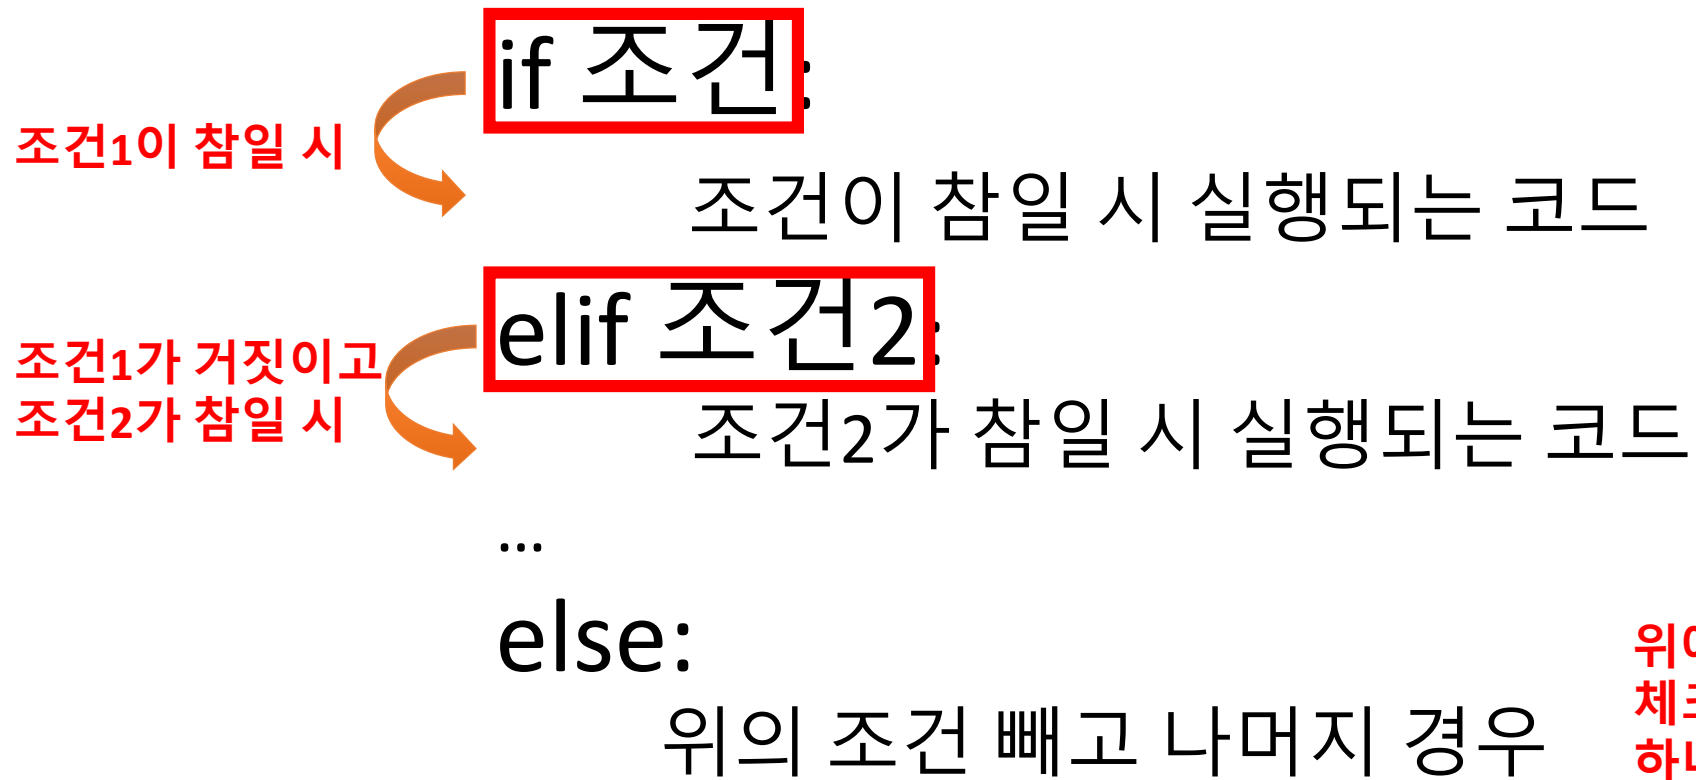 if 조건:
조건1이 참일 시
조건이 참일 시 실행되는 코드
elif 조건2:
조건1가 거짓이고
조건2가 참일 시
조건2가 참일 시 실행되는 코드
...
else:
위의 조건 빼고 나머지 경우